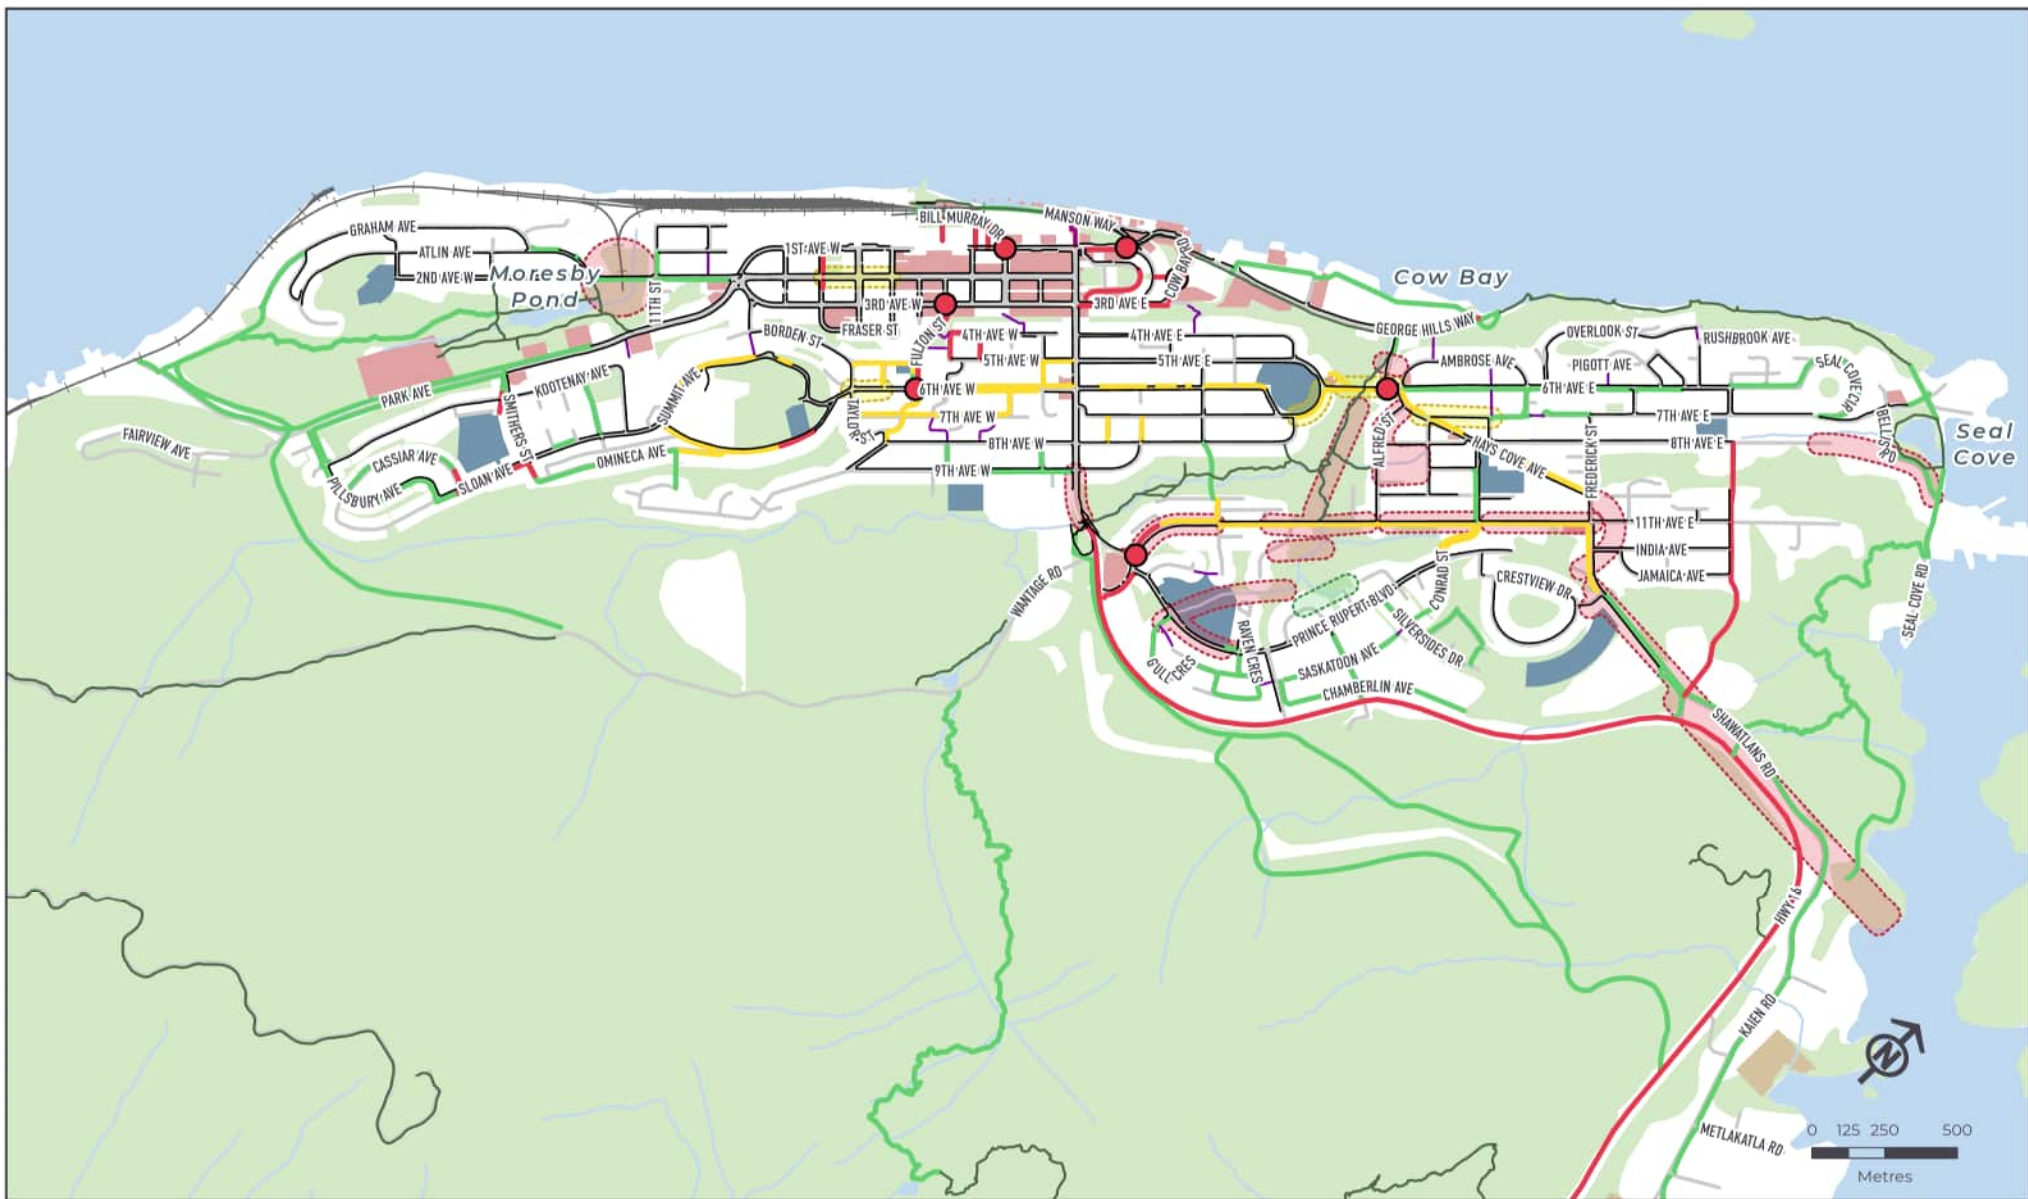 BILL MURRAY DR
MANSON WAY
GRAHAM AVE
ATLIN AVE
2ND AVE W
Moresby
Pond
11TH ST
1ST AVE W
3RD AVE W
3RD AVE E
COW BAY RD
Cow Bay
FRASER ST
BORDEN ST
FULTON ST
4TH AVE W
5TH AVE W
6TH AVE W
7TH AVE W
8TH AVE W
9TH AVE W
TAYLOR ST
4TH AVE E
5TH AVE E
GEORGE HILLS WAY
OVERLOOK ST
RUSHBROOK AVE
AMBROSE AVE
PIGOTT AVE
6TH AVE E
7TH AVE E
8TH AVE E
SEAL COVE CIR
BELLIS RD
Seal
Cove
SEAL COVE RD
PARK AVE
KOOTENAY AVE
SUMMIT AVE
SMITHERS ST
FAIRVIEW AVE
CASSIAR AVE
PILLSBURY AVE
SLOAN AVE
OMINECA AVE
ALFRED ST
HAYS COVE AVE
FREDERICK ST
11TH AVE E
INDIA AVE
JAMAICA AVE
WANTAGE RD
CONRAD ST
CRESTVIEW DR
PRINCE RUPERT BLVD
SILVERSIDES DR
RAVEN CRES
GULL CRES
SASKATOON AVE
CHAMBERLIN AVE
SHAWATLANS RD
HWY 16
KAIEN RD
METLAKATLA RD
N
0 125 250 500
Metres